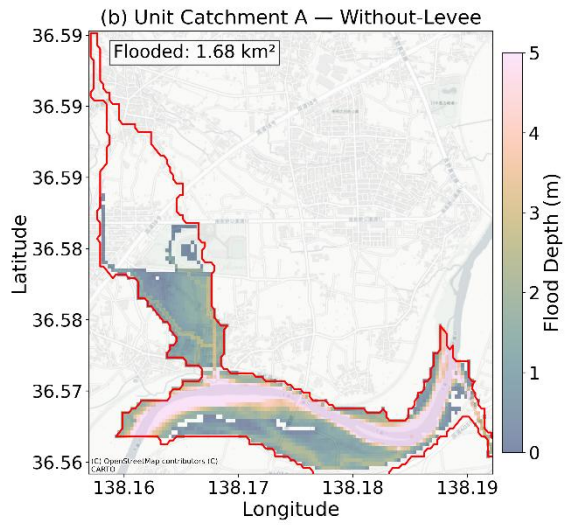 (b) Unit Catchment A — Without-Levee
Flooded: 1.68 km²
36.59
36.59
36.59
36.58
36.58
36.57
36.56
Latitude
138.16
138.17
138.18
138.19
Longitude
5
4
3
2
1
0
Flood Depth (m)
(C) OpenStreetMap contributors (C)
CARTO